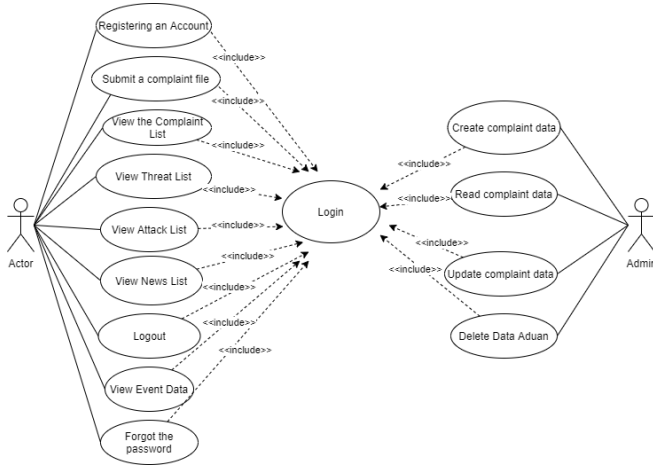 Registering an Account
<<include>>
Submit a complaint file
<<include>>
View the Complaint
List
<<include>>
View Threat List
<<include>>
View Attack List
<<include>>
View News List
<<include>>
Logout
<<include>>
View Event Data
<<include>>
Forgot the
password
<<include>>
Actor
Login
Create complaint data
<<include>>
Read complaint data
<<include>>
Update complaint data
<<include>>
Delete Data Aduan
<<include>>
Admin